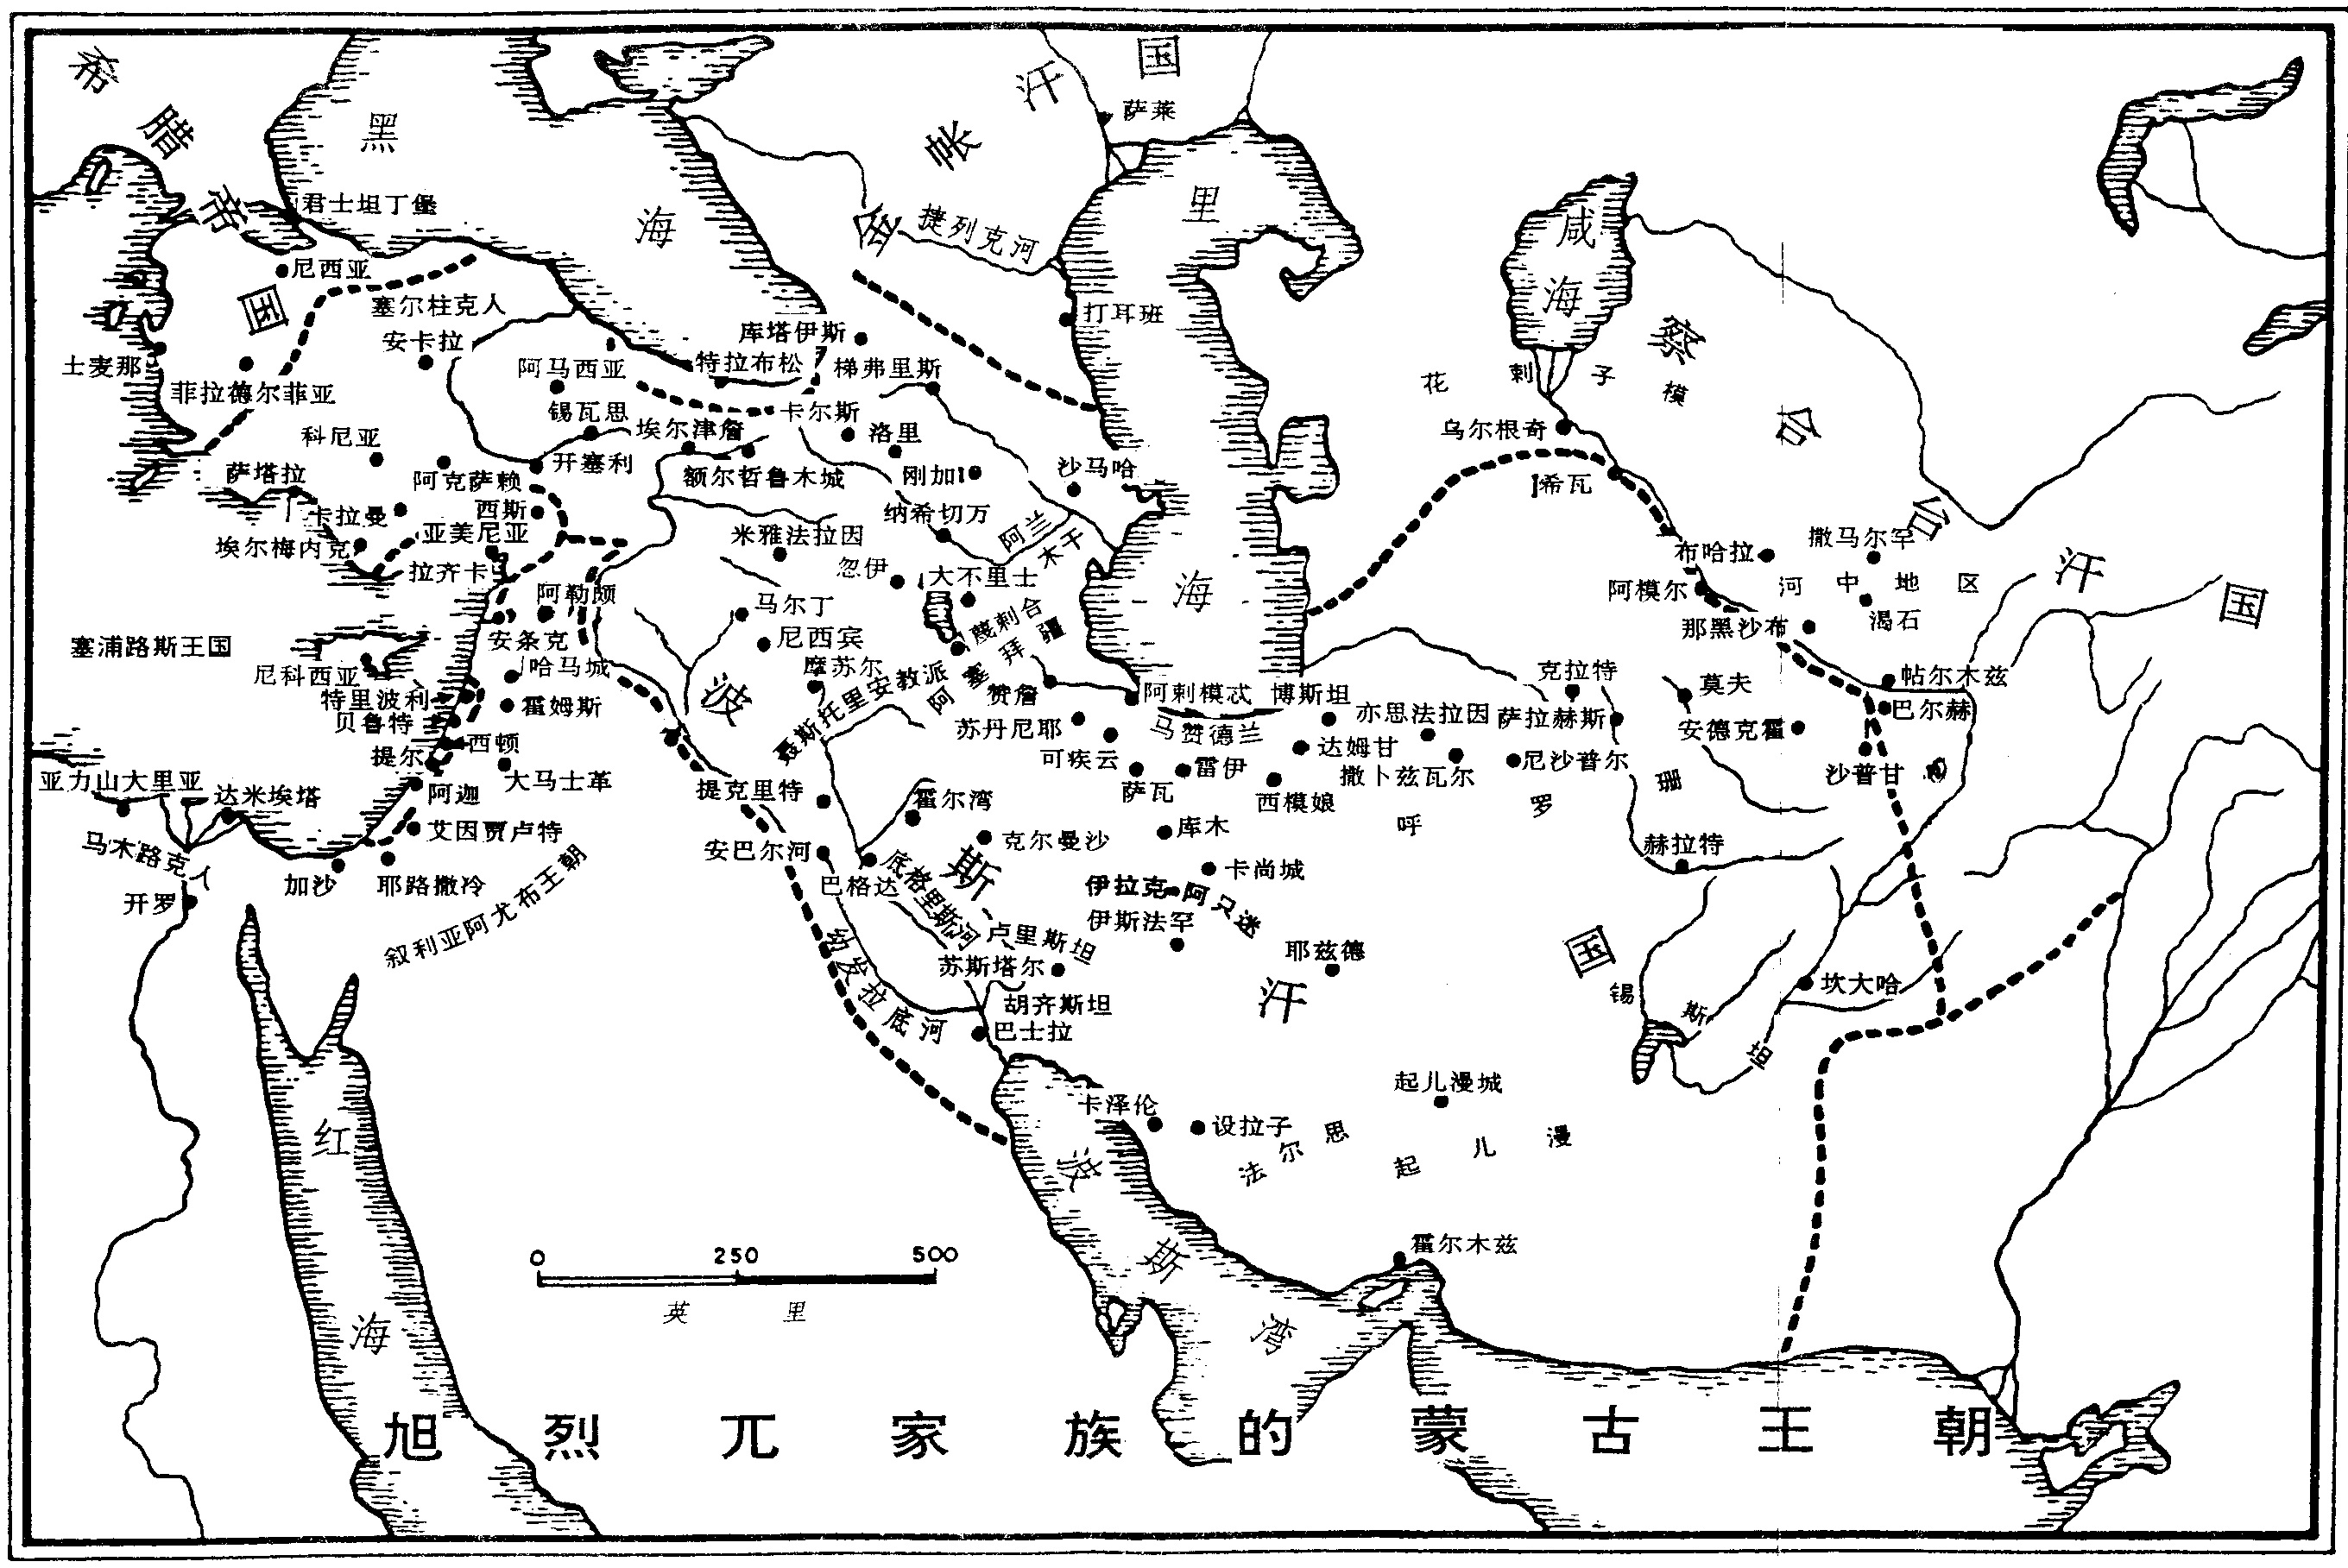 希腊帝国
黑海
金帐汗国
萨莱
里海
捷列克河
咸海
君士坦丁堡
尼西亚
塞尔柱克人
安卡拉
库塔伊斯
打耳班
察合台汗国
士麦那
菲拉德尔菲亚
阿马西亚
特拉布松
梯弗里斯
花剌子模
锡瓦思
卡尔斯
科尼亚
埃尔津詹
洛里
乌尔根奇
萨塔拉
阿克萨赖
开塞利
额尔哲鲁木城
刚加
沙马哈
希瓦
卡拉曼
西斯
纳希切万
阿兰
木干
埃尔梅内克
亚美尼亚
米雅法拉因
布哈拉
撒马尔罕
拉齐卡
忽伊
大不里士
阿勒颇
马尔丁
蔑剌合
阿模尔
河中地区
渴石
塞浦路斯王国
安条克
尼西宾
阿塞拜疆
那黑沙布
尼科西亚
哈马城
摩苏尔
聂斯托里安教派
克拉特
莫夫
帖尔木兹
特里波利
霍姆斯
波斯汗国
赞詹
阿剌模忒
博斯坦
巴尔赫
贝鲁特
苏丹尼耶
马赞德兰
亦思法拉因
萨拉赫斯
安德克霍
提尔
西顿
可疾云
达姆甘
尼沙普尔
亚力山大里亚
达米埃塔
阿迦
大马士革
提克里特
霍尔湾
萨瓦
雷伊
西模娘
撒卜兹瓦尔
沙普甘
呼罗珊
艾因贾卢特
克尔曼沙
库木
马木路克人
安巴尔河
赫拉特
开罗
加沙
耶路撒冷
巴格达
底格里斯河
卡尚城
伊拉克
阿只迷
叙利亚阿尤布王朝
伊斯法罕
卢里斯坦
幼发拉底河
苏斯塔尔
耶兹德
坎大哈
锡斯坦
胡齐斯坦
巴士拉
起儿漫城
卡泽伦
设拉子
法尔思
起儿漫
红海
波斯湾
霍尔木兹
0 250 500
英里
旭烈兀家族的蒙古王朝